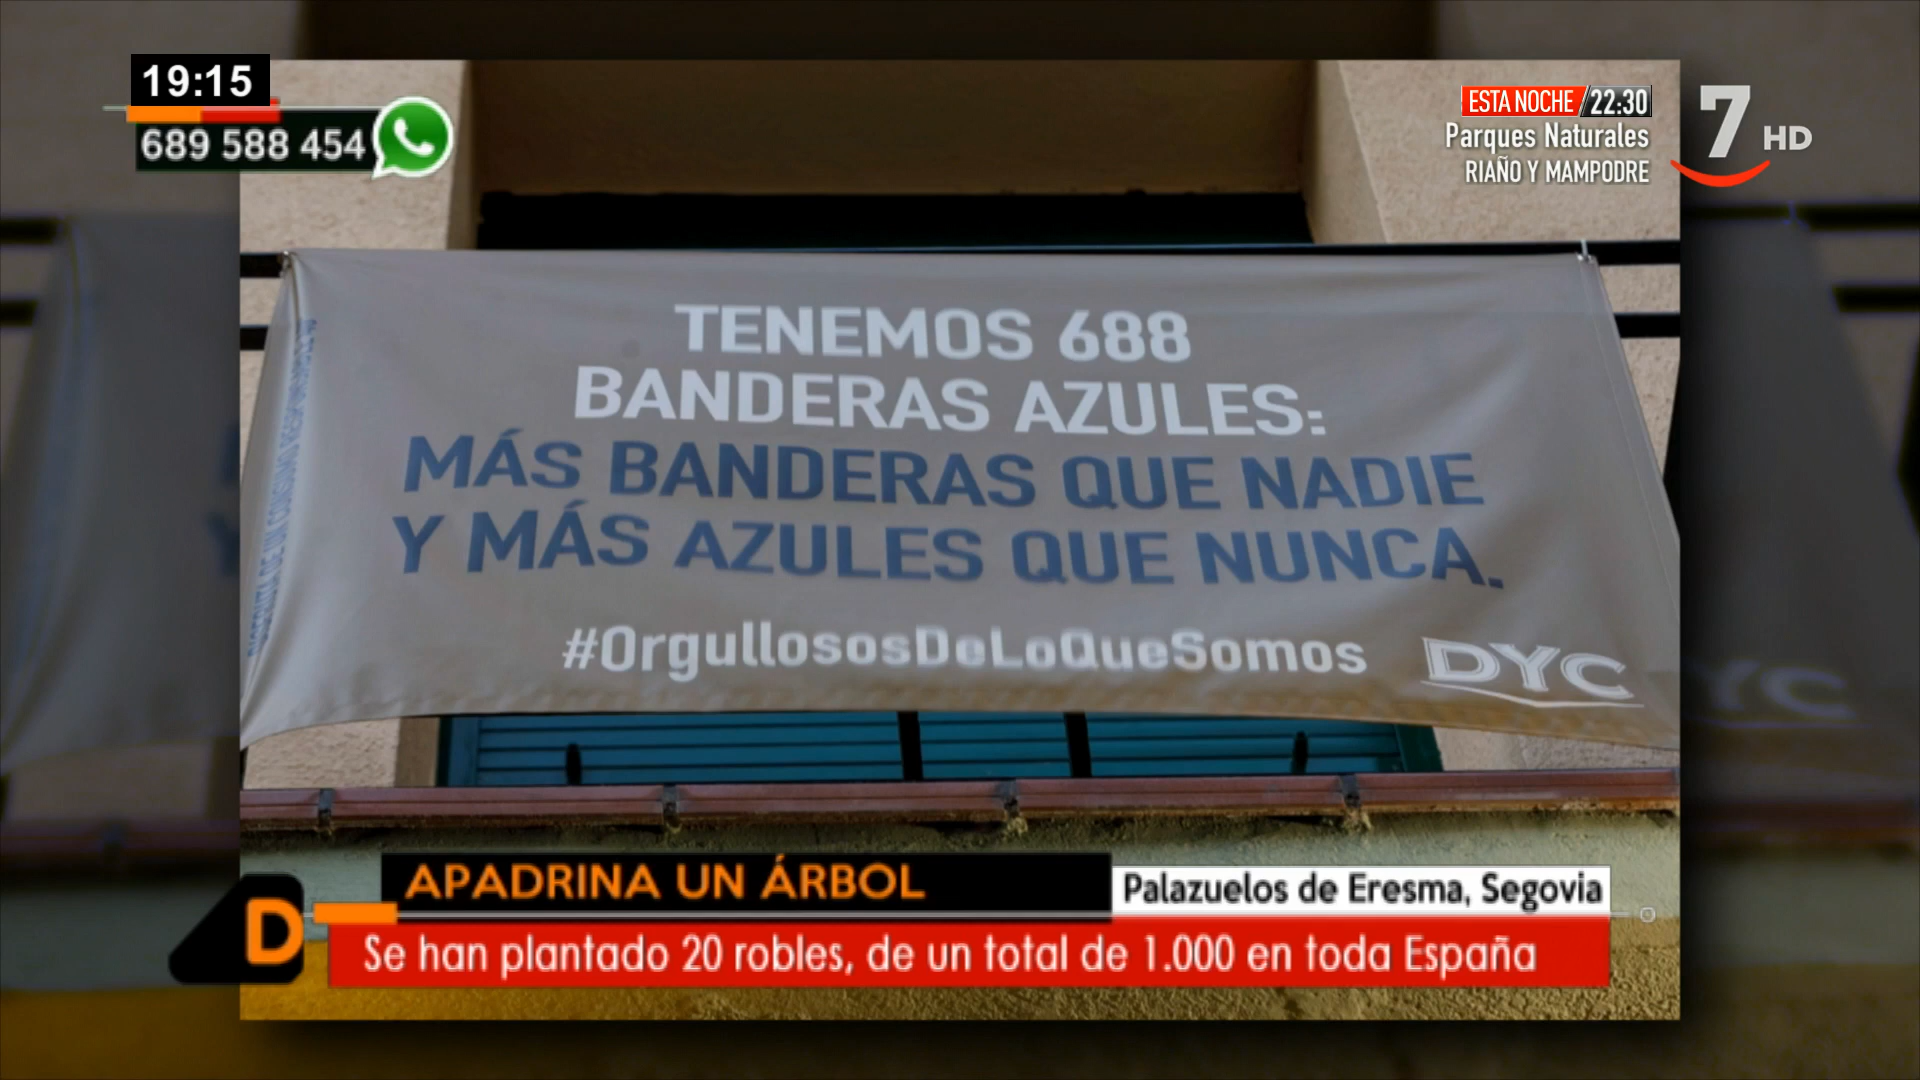 19:15
689 588 454
ESTA NOCHE 22:30
Parques Naturales
RIAÑO Y MAMPODRE
7 HD
TENEMOS 688
BANDERAS AZULES:
MÁS BANDERAS QUE NADIE
Y MÁS AZULES QUE NUNCA.
#OrgullososDeLoQueSomos
DYC
APADRINA UN ÁRBOL
Palazuelos de Eresma, Segovia
D
Se han plantado 20 robles, de un total de 1.000 en toda España